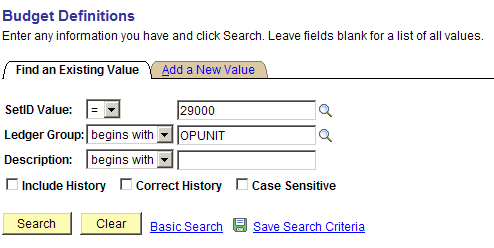 Budget Definitions
Enter any information you have and click Search. Leave fields blank for a list of all values.
Find an Existing Value Add a New Value
SetID Value: = 29000
Ledger Group: begins with OPUNIT
Description: begins with
Include History Correct History Case Sensitive
Search Clear Basic Search Save Search Criteria